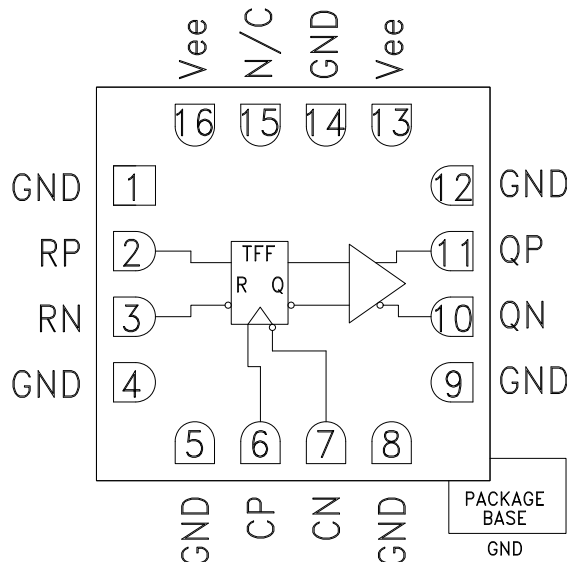 Vee N/C GND Vee
16 15 14 13
GND 1 12 GND
RP 2 TFF 11 QP
R Q
RN 3 10 QN
GND 4 9 GND
5 6 7 8
GND CP CN GND
PACKAGE
BASE
GND